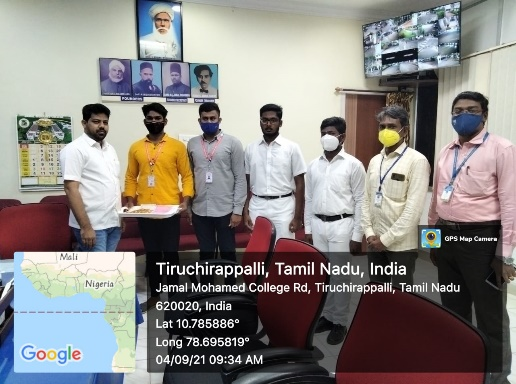 FOUNDERS
GPS Map Camera
Mali
Nigeria
Google
Tiruchirappalli, Tamil Nadu, India
Jamal Mohamed College Rd, Tiruchirappalli, Tamil Nadu
620020, India
Lat 10.785886°
Long 78.695819°
04/09/21 09:34 AM